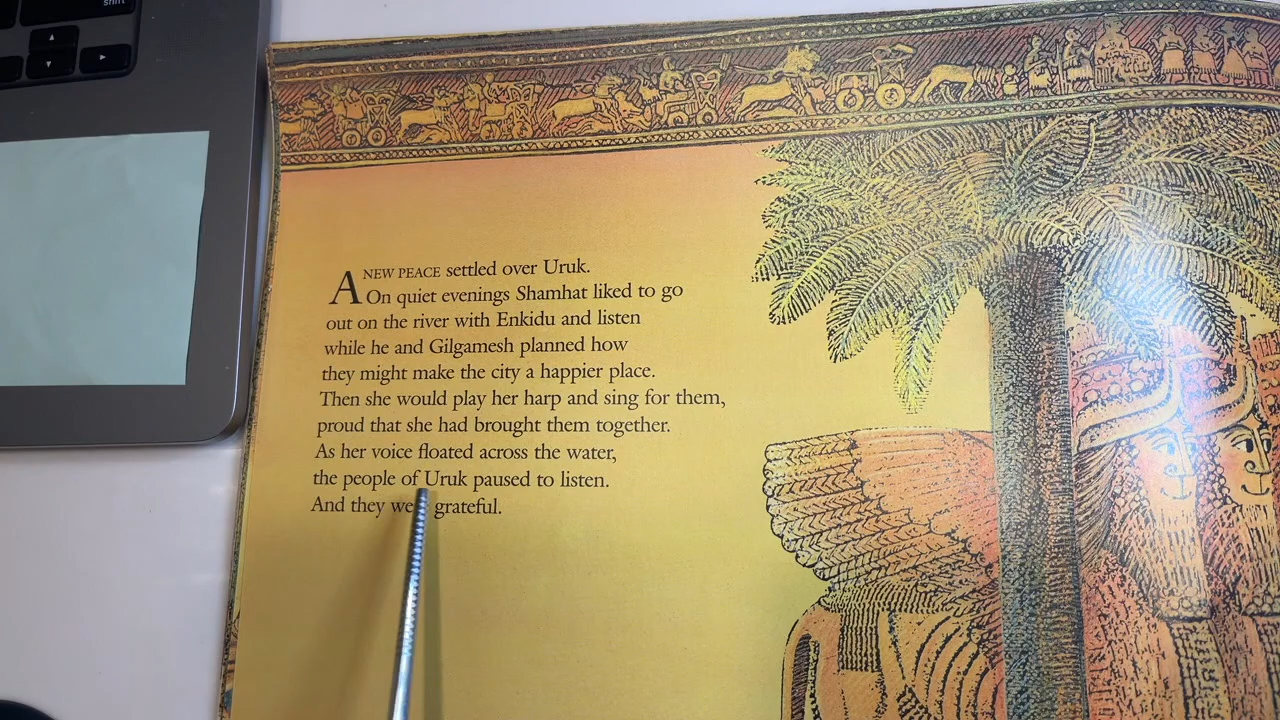 shift
A NEW PEACE settled over Uruk.
On quiet evenings Shamhat liked to go
out on the river with Enkidu and listen
while he and Gilgamesh planned how
they might make the city a happier place.
Then she would play her harp and sing for them,
proud that she had brought them together.
As her voice floated across the water,
the people of Uruk paused to listen.
And they grateful.